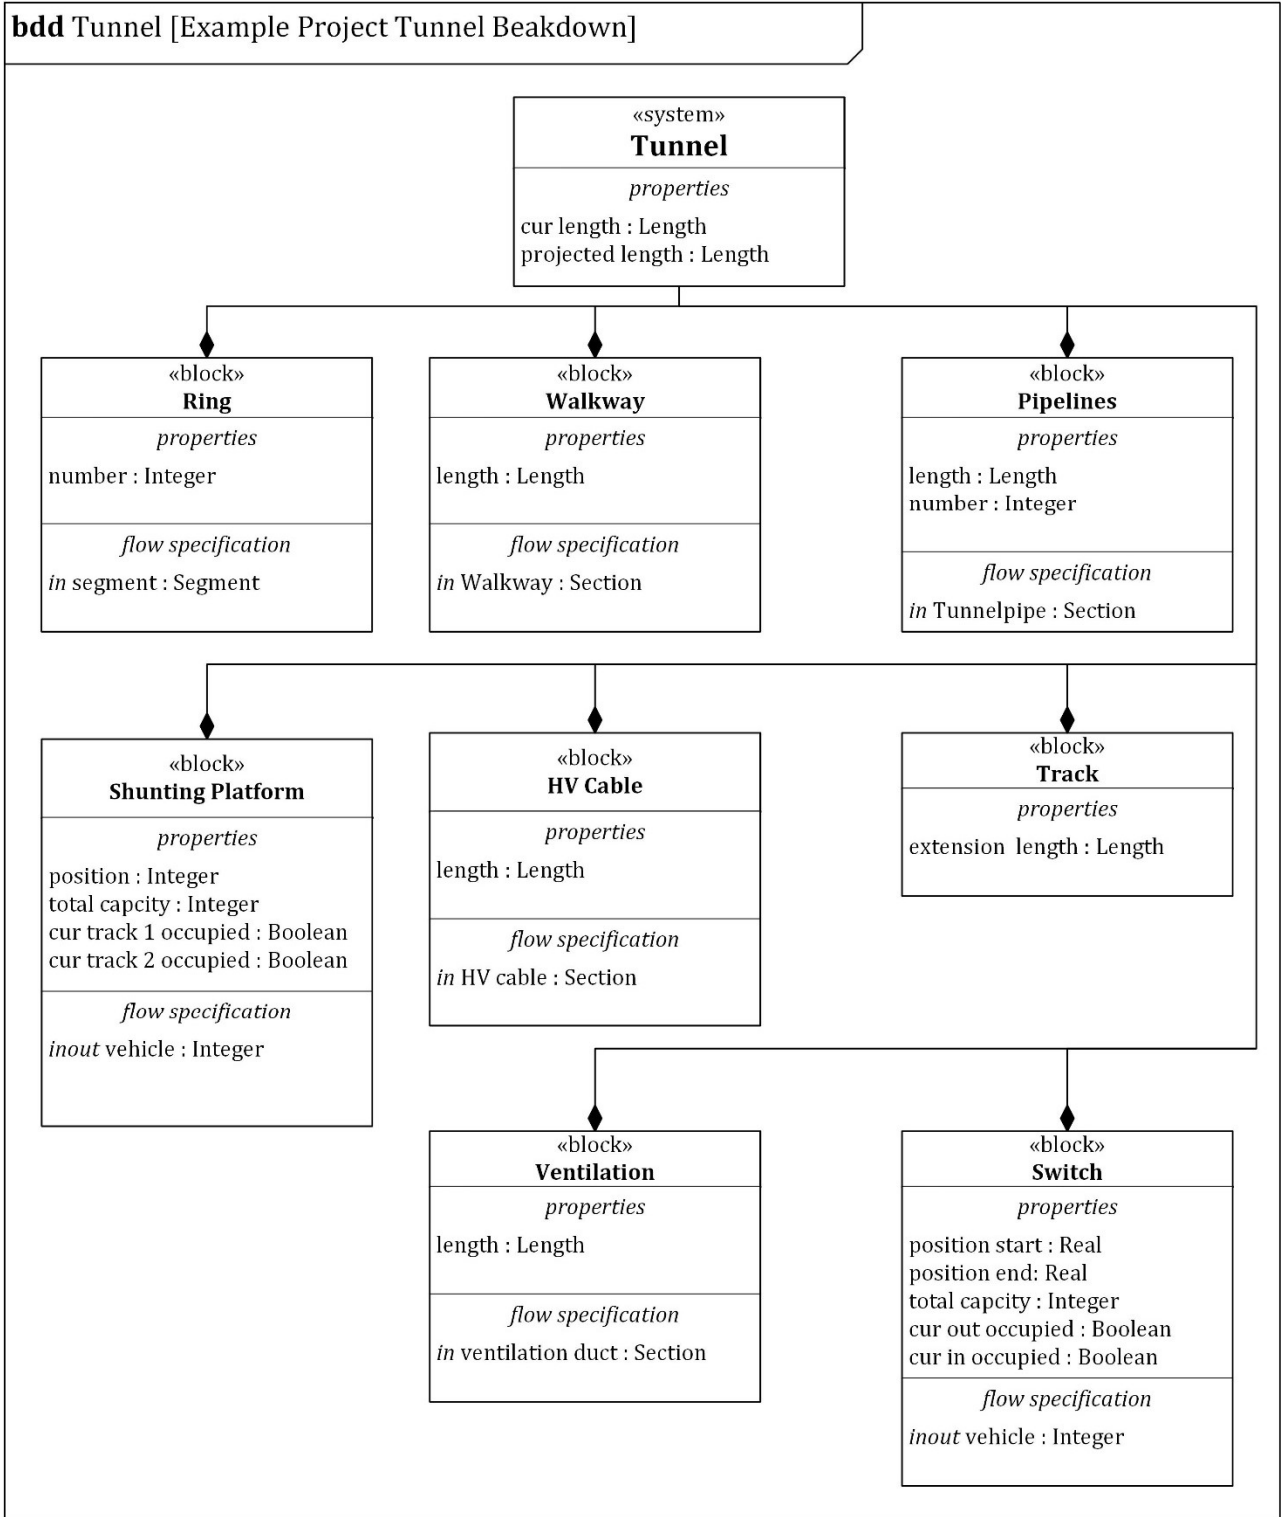 bdd Tunnel [Example Project Tunnel Beakdown]
«system»
Tunnel
properties
cur length : Length
projected length : Length
«block»
Ring
properties
number : Integer
flow specification
in segment : Segment
«block»
Walkway
properties
length : Length
flow specification
in Walkway : Section
«block»
Pipelines
properties
length : Length
number : Integer
flow specification
in Tunnelpipe : Section
«block»
Shunting Platform
properties
position : Integer
total capcity : Integer
cur track 1 occupied : Boolean
cur track 2 occupied : Boolean
flow specification
inout vehicle : Integer
«block»
HV Cable
properties
length : Length
flow specification
in HV cable : Section
«block»
Track
properties
extension length : Length
«block»
Ventilation
properties
length : Length
flow specification
in ventilation duct : Section
«block»
Switch
properties
position start : Real
position end: Real
total capcity : Integer
cur out occupied : Boolean
cur in occupied : Boolean
flow specification
inout vehicle : Integer